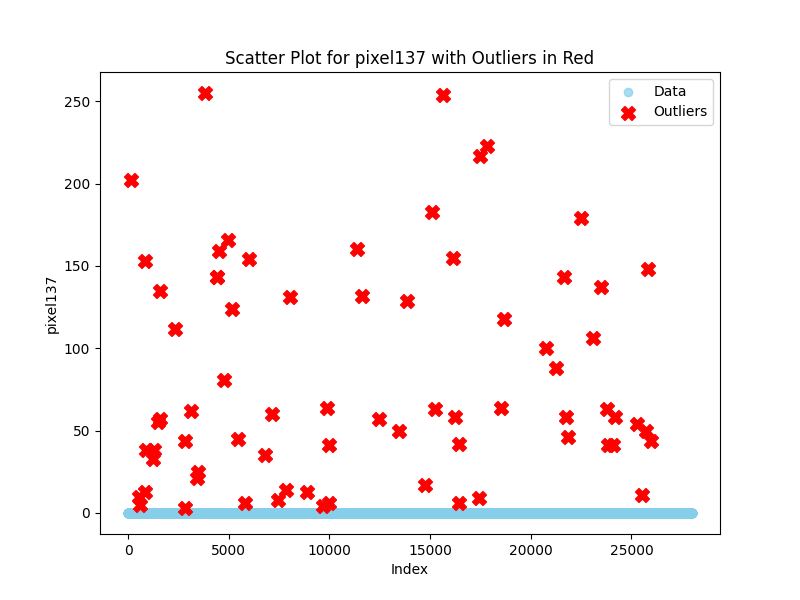 Scatter Plot for pixel137 with Outliers in Red
Data
Outliers
250
200
150
100
50
0
pixel137
0 5000 10000 15000 20000 25000
Index